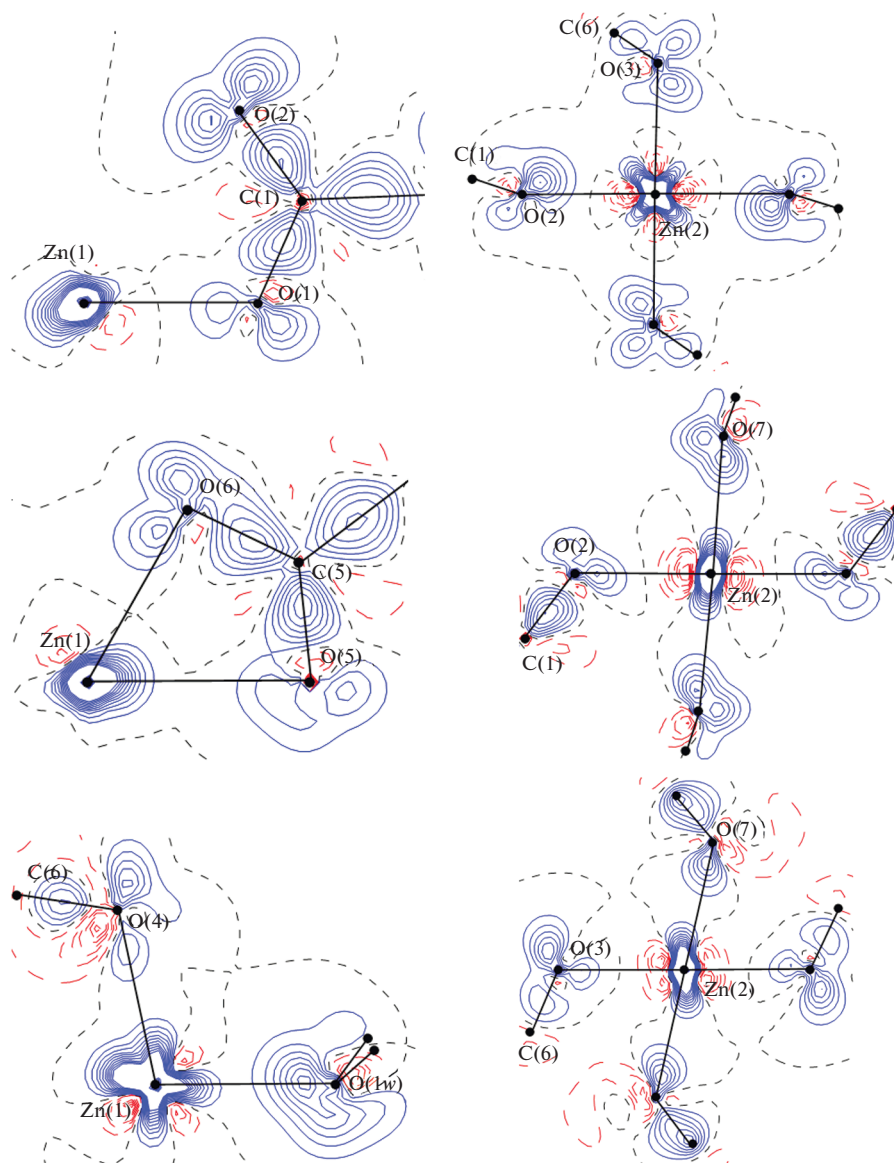 O(2)
C(1)
Zn(1)
O(1)
C(6)
O(3)
C(1)
O(2)
Zn(2)
O(6)
C(5)
Zn(1)
O(5)
O(7)
O(2)
Zn(2)
C(1)
C(6)
O(4)
Zn(1)
O(1w)
O(7)
O(3)
Zn(2)
C(6)